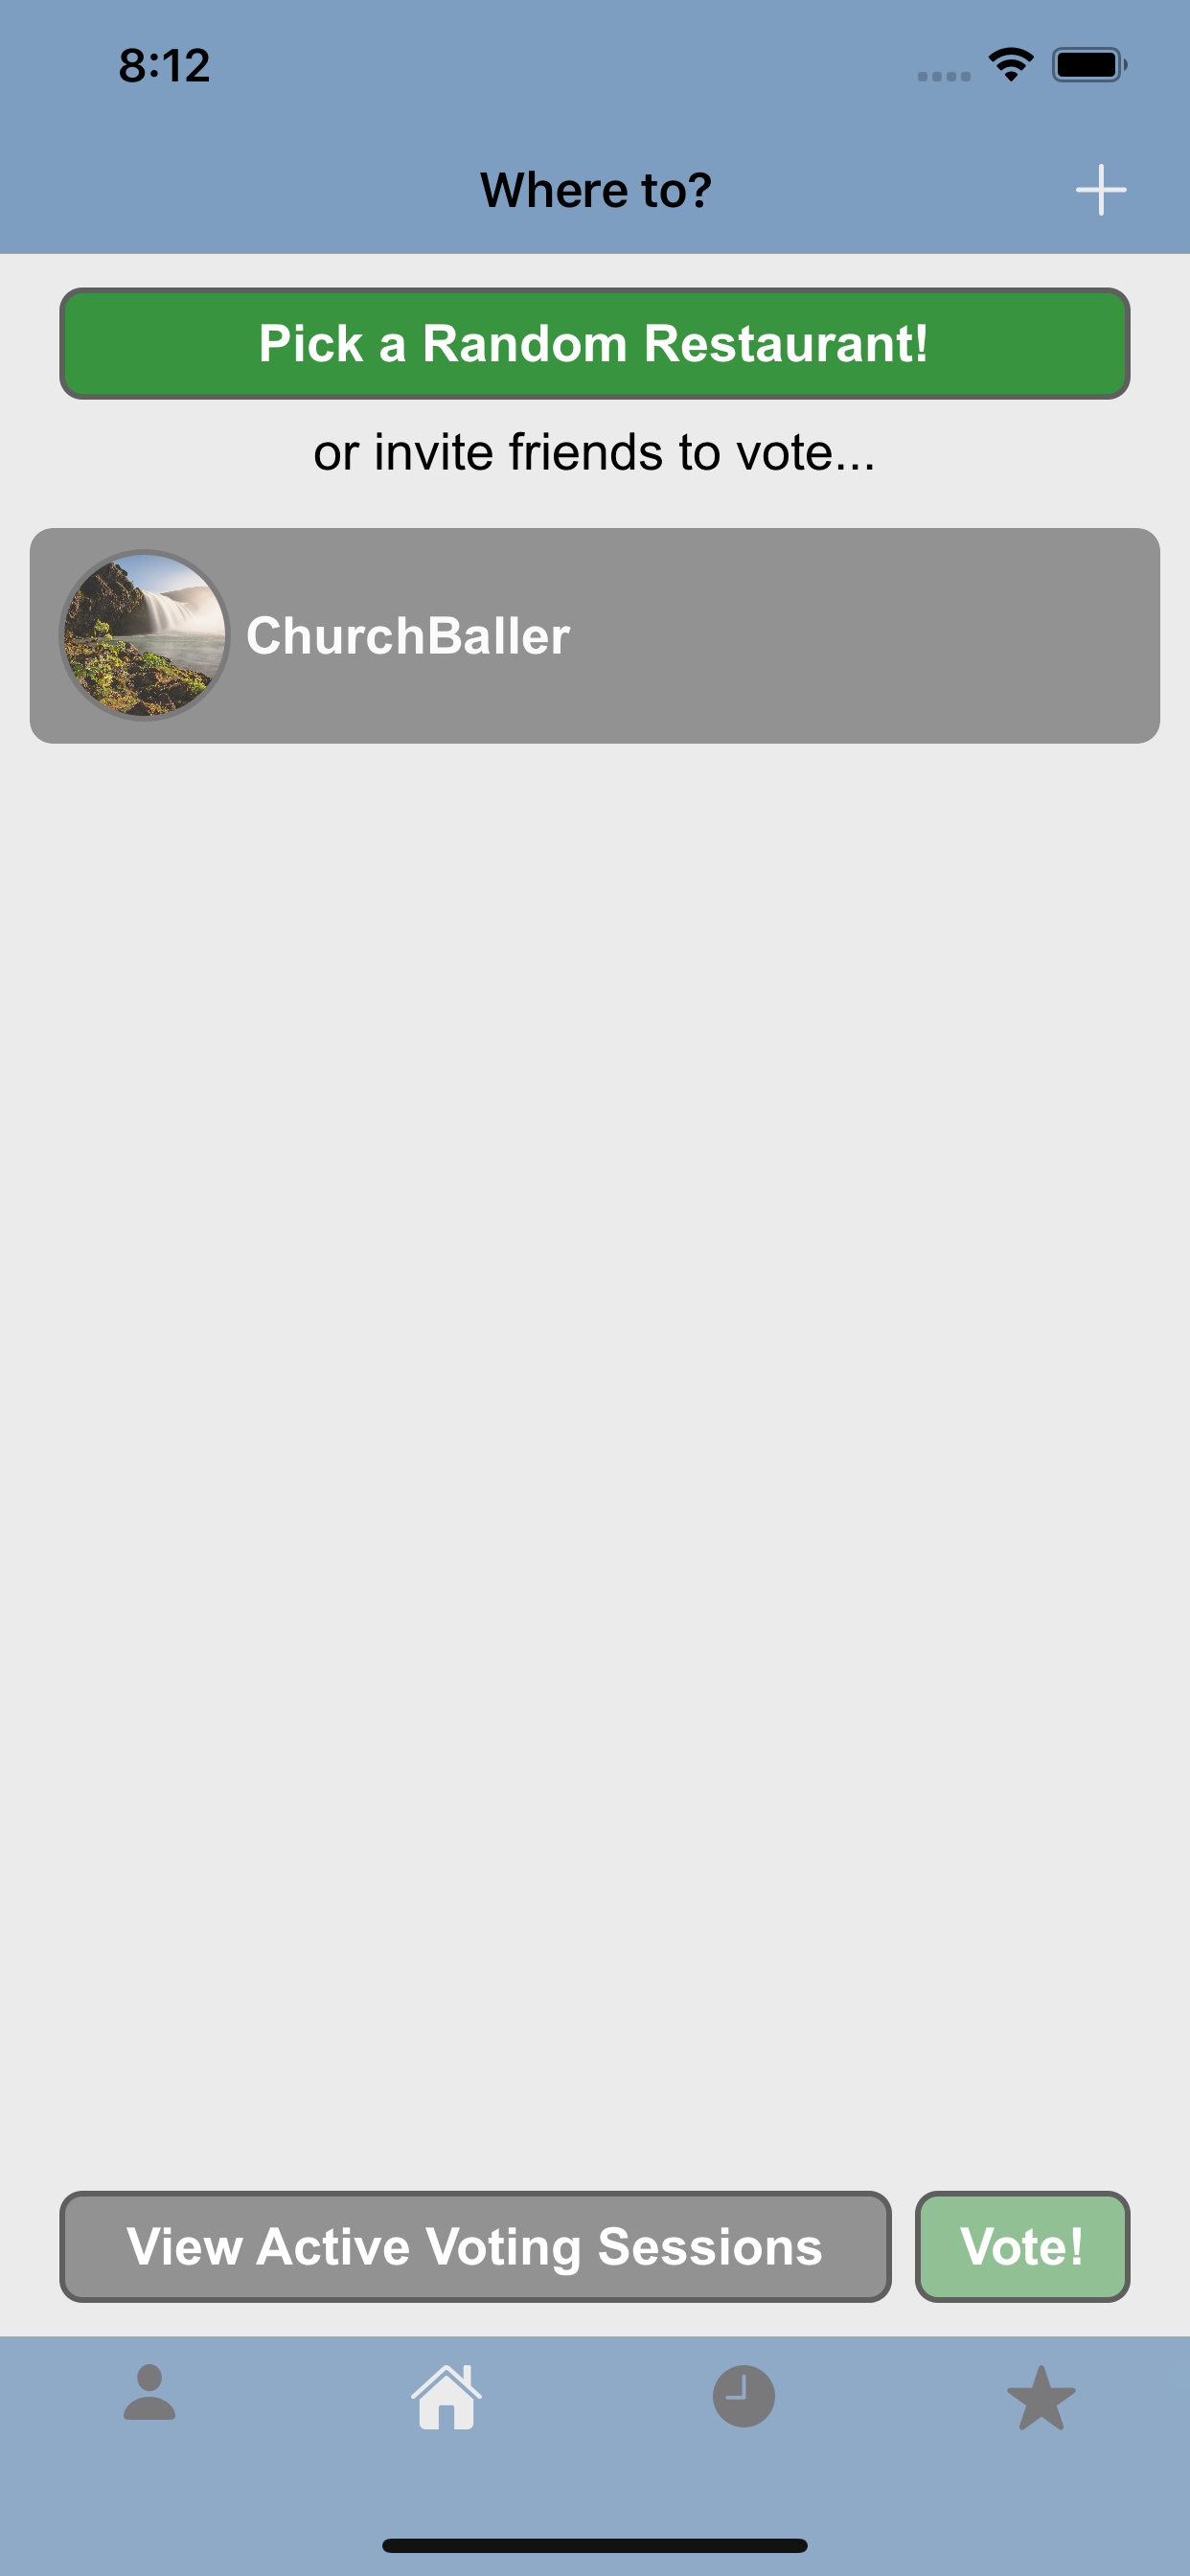 8:12
Where to?
Pick a Random Restaurant!
or invite friends to vote...
ChurchBaller
View Active Voting Sessions
Vote!